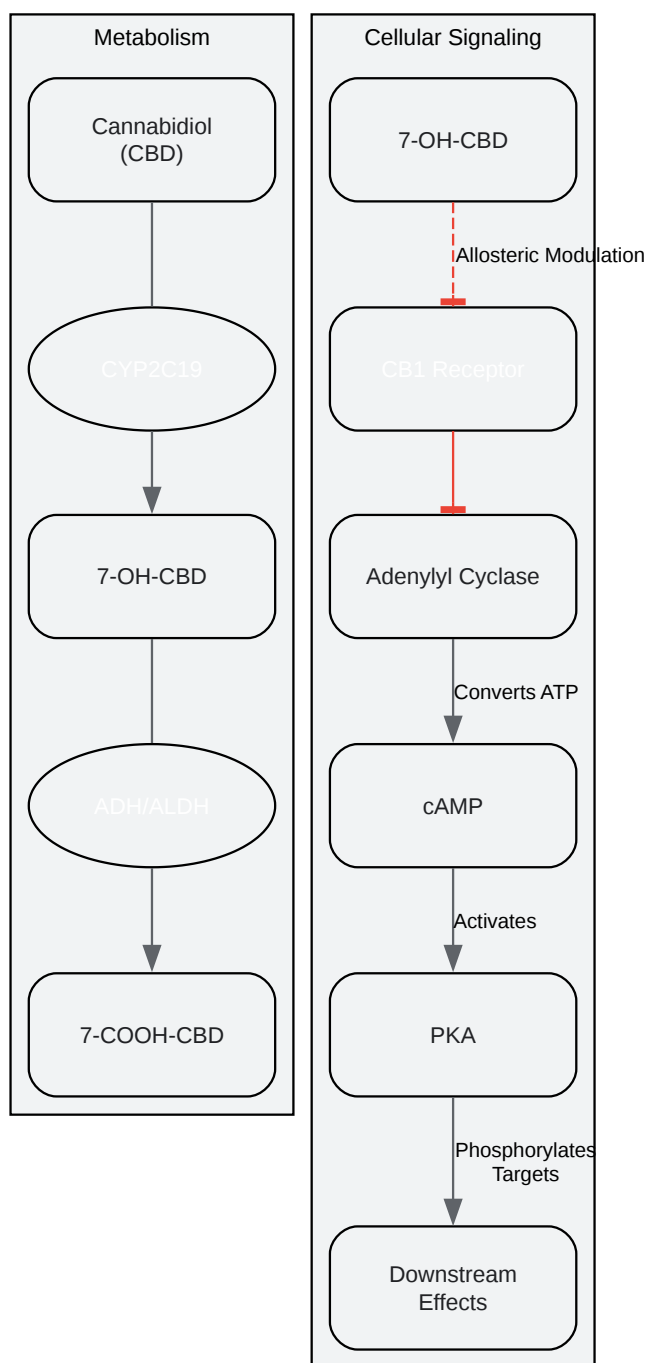 Metabolism
Cannabidiol
(CBD)
CYP2C19
7-OH-CBD
ADH/ALDH
7-COOH-CBD
Cellular Signaling
7-OH-CBD
Allosteric Modulation
CB1 Receptor
Adenylyl Cyclase
Converts ATP
cAMP
Activates
PKA
Phosphorylates
Targets
Downstream
Effects